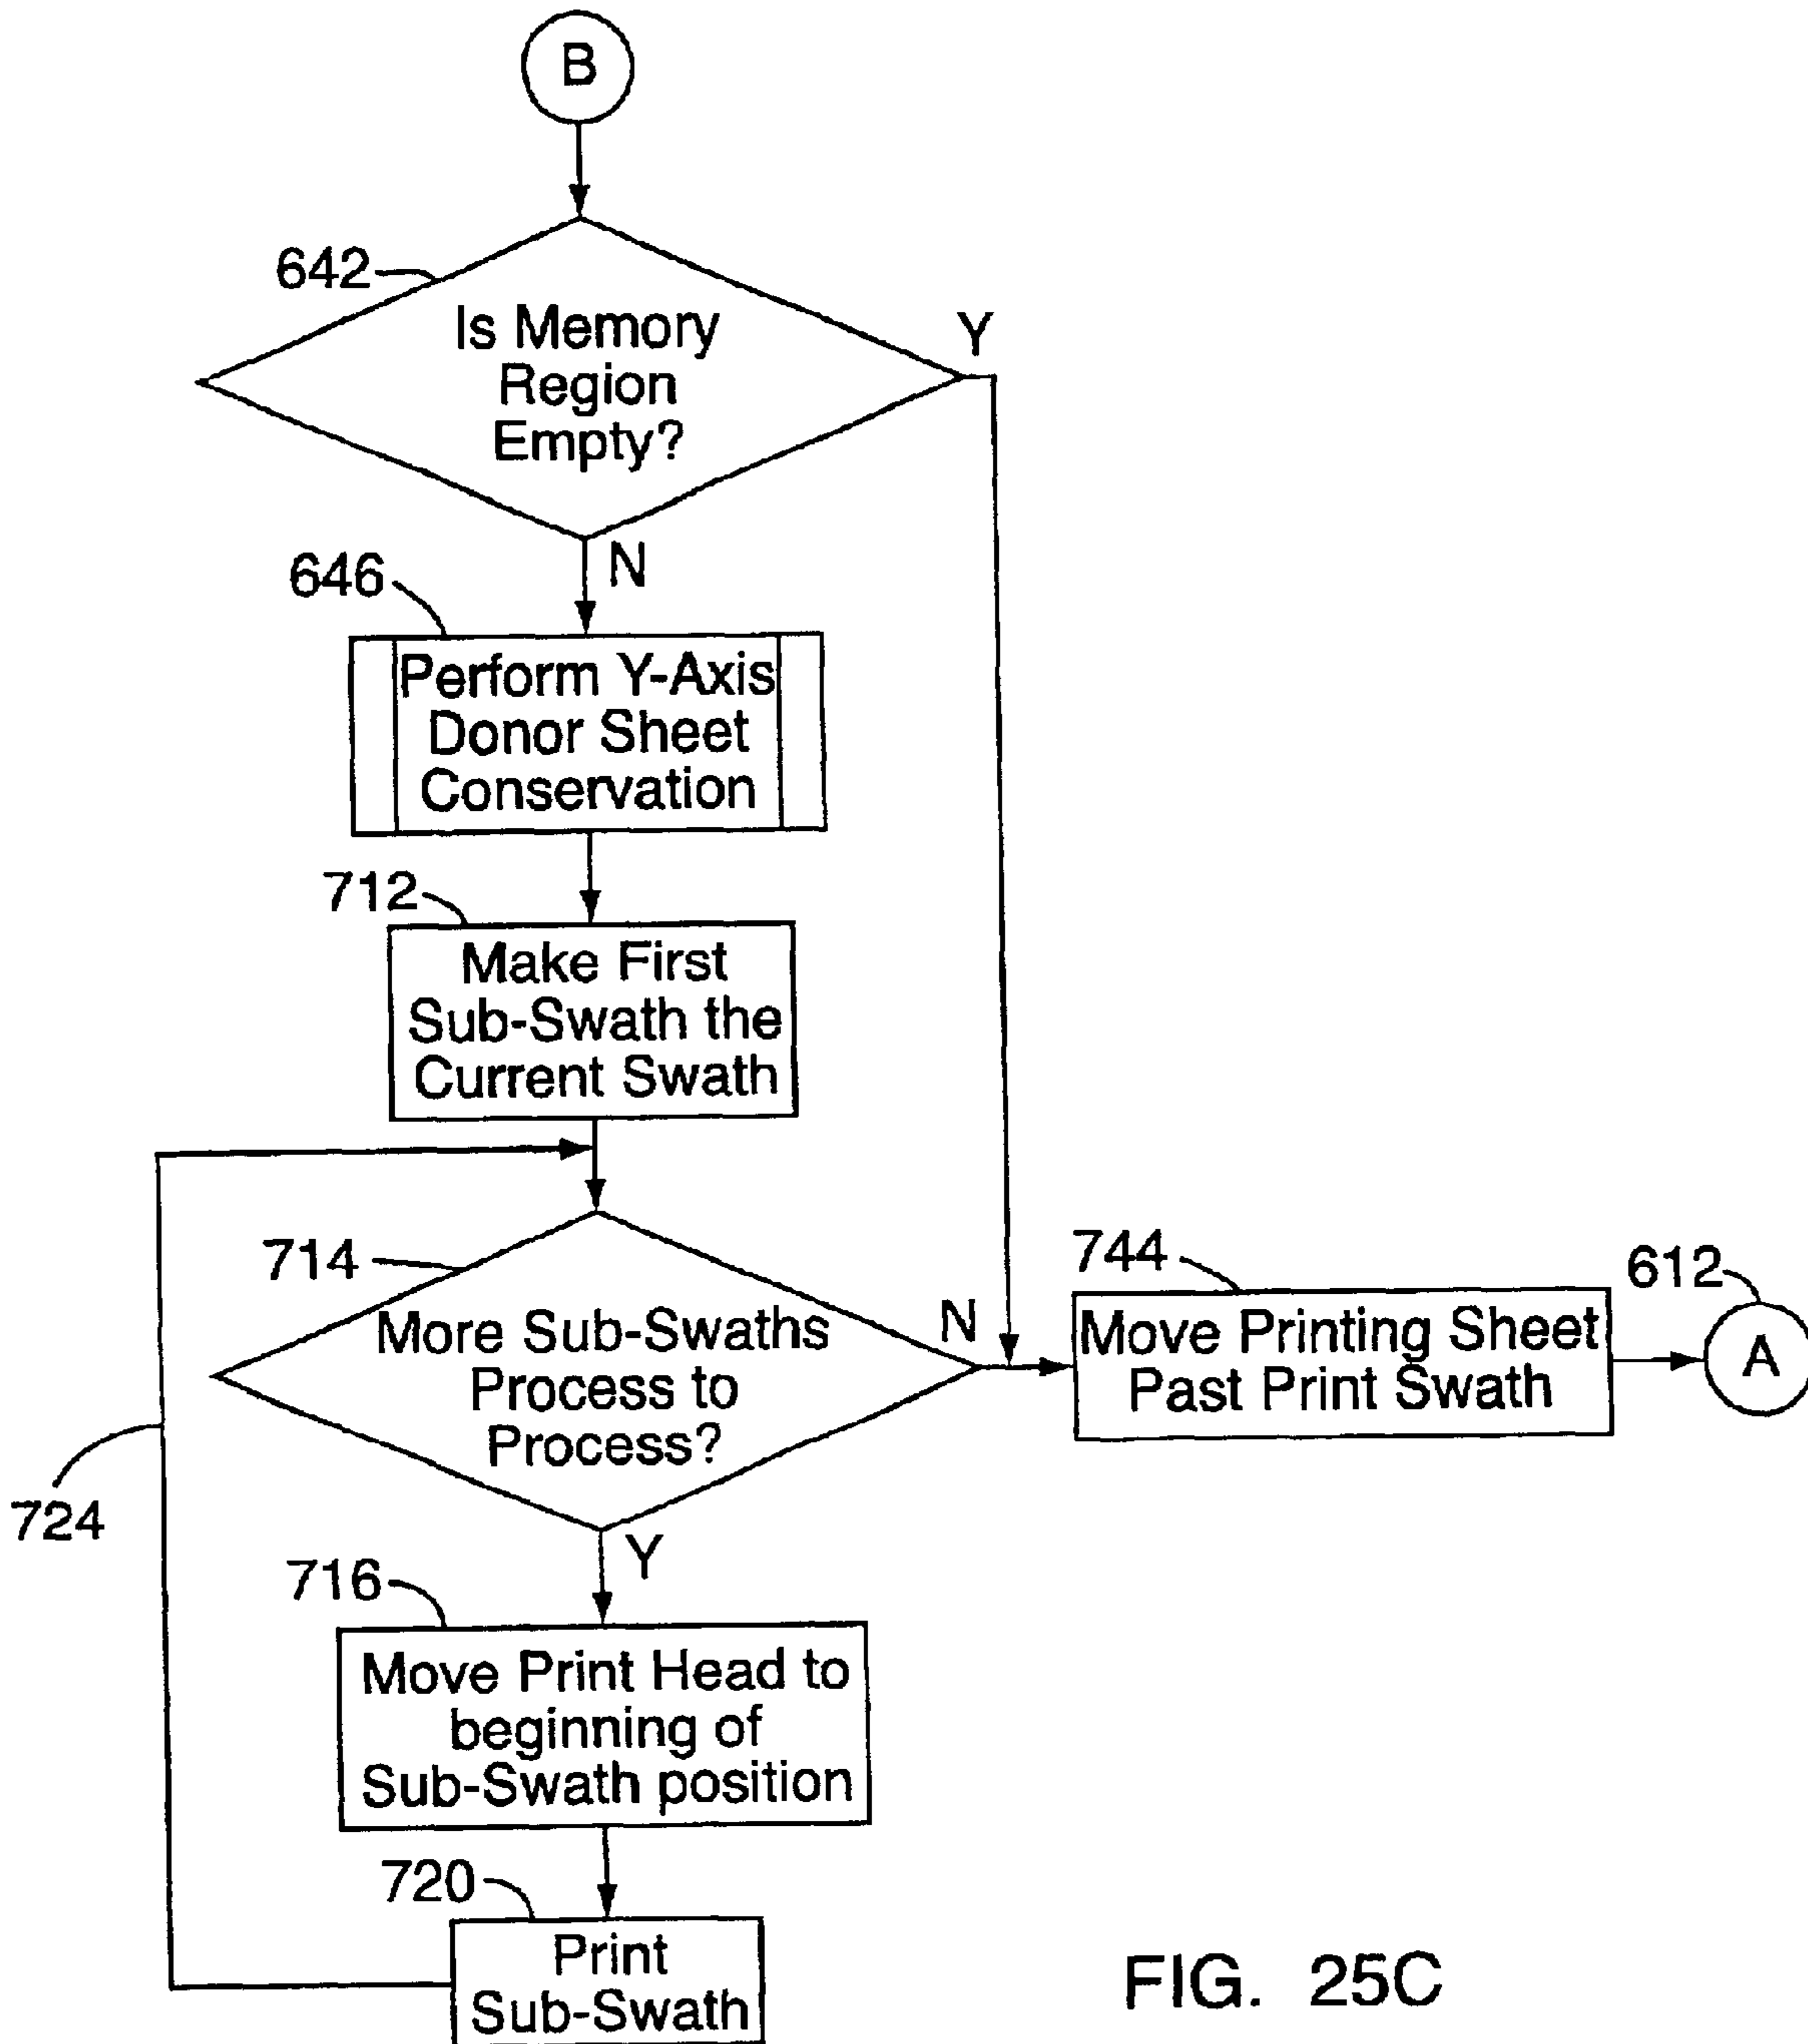 B
642
Is Memory
Region
Empty?
Y
N
646
Perform Y-Axis
Donor Sheet
Conservation
712
Make First
Sub-Swath the
Current Swath
714
More Sub-Swaths
Process to
Process?
N
744
Move Printing Sheet
Past Print Swath
612
A
724
Y
716
Move Print Head to
beginning of
Sub-Swath position
720
Print
Sub-Swath
FIG. 25C